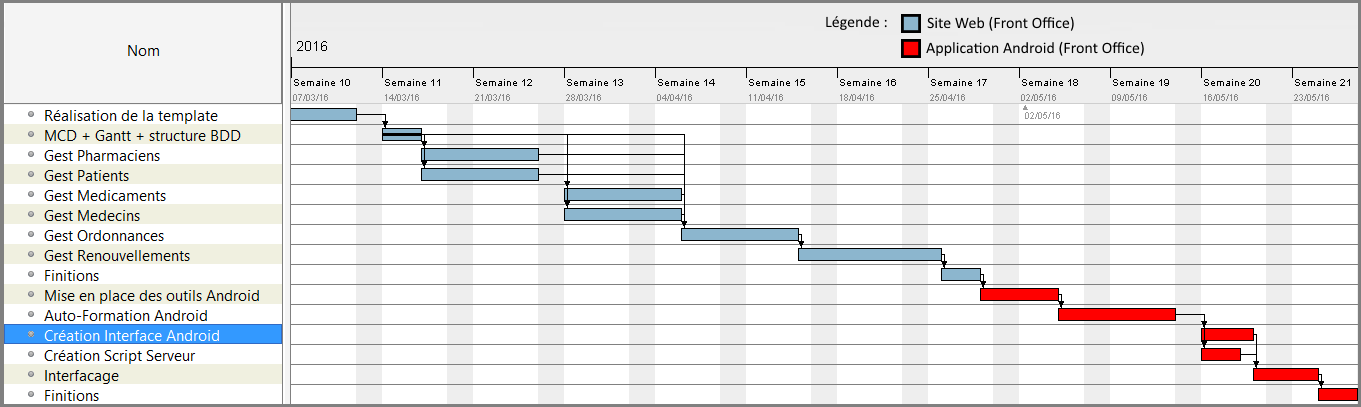 Légende : Site Web (Front Office)
Application Android (Front Office)
Nom
2016
Semaine 10 Semaine 11 Semaine 12 Semaine 13 Semaine 14 Semaine 15 Semaine 16 Semaine 17 Semaine 18 Semaine 19 Semaine 20 Semaine 21
07/03/16 14/03/16 21/03/16 28/03/16 04/04/16 11/04/16 18/04/16 25/04/16 02/05/16 09/05/16 16/05/16 23/05/16
02/05/16
Réalisation de la template
MCD + Gantt + structure BDD
Gest Pharmaciens
Gest Patients
Gest Medicaments
Gest Medecins
Gest Ordonnances
Gest Renouvellements
Finitions
Mise en place des outils Android
Auto-Formation Android
Création Interface Android
Création Script Serveur
Interfacage
Finitions